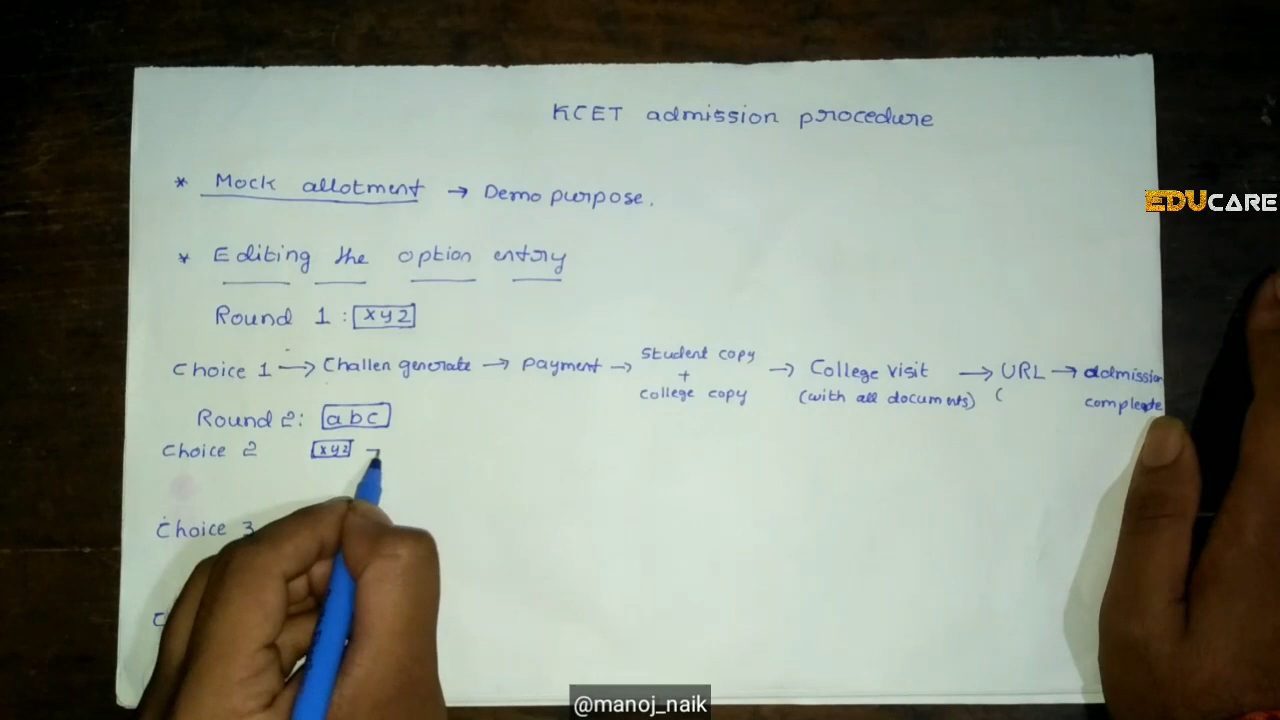 KCET admission procedure
* Mock allotment → Demo purpose.
EDUCARE
* Editing the option entry
Round 1 : xyz
Choice 1 → Challen generate → payment → Student copy + college copy → College visit (with all documents) → URL ( → admission complete
Round 2: abc
Choice 2 xyz
Choice 3
@manoj_naik